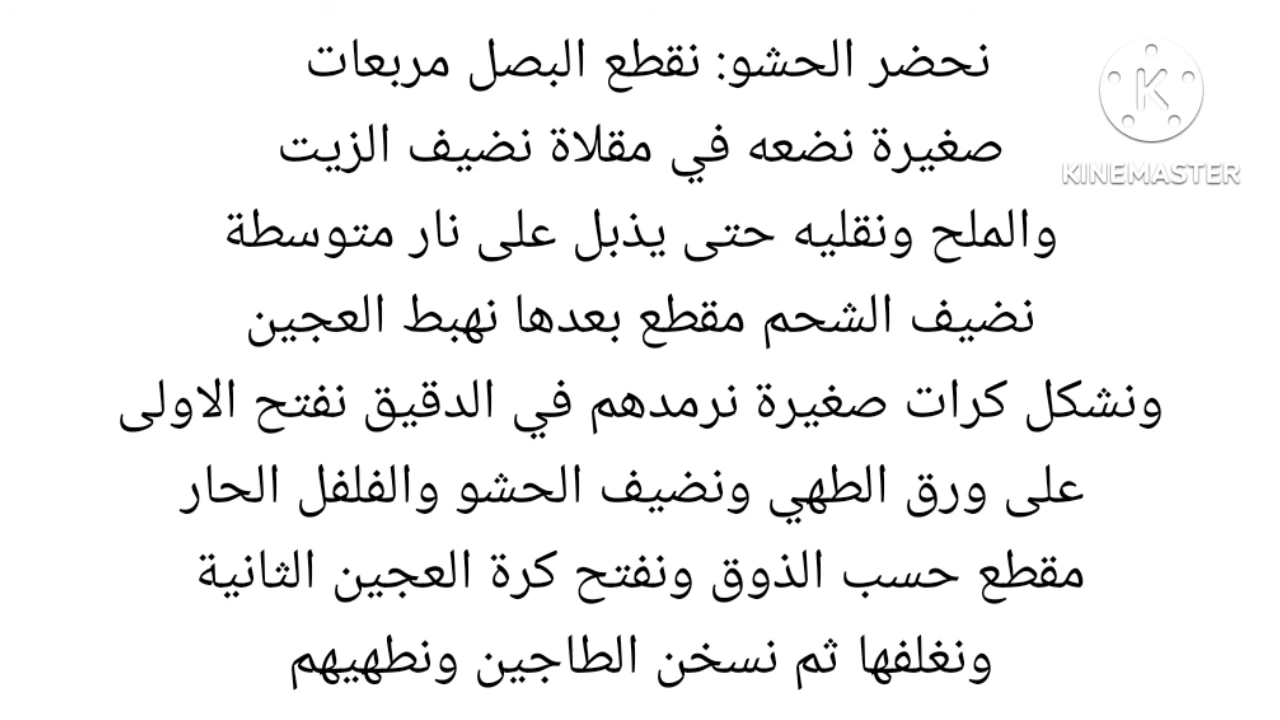 نحضر الحشو: نقطع البصل مربعات
صغيرة نضعه في مقلاة نضيف الزيت
والملح ونقليه حتى يذبل على نار متوسطة
نضيف الشحم مقطع بعدها نهبط العجين
ونشكل كرات صغيرة نرمدهم في الدقيق نفتح الاولى
على ورق الطهي ونضيف الحشو والفلفل الحار
مقطع حسب الذوق ونفتح كرة العجين الثانية
ونغلفها ثم نسخن الطاجين ونطهيهم
K
KINEMASTER